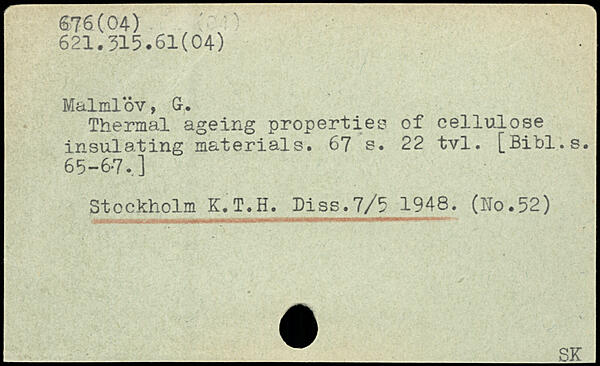 676(04)
621.315.61(04)
Malmlöv, G.
Thermal ageing properties of cellulose
insulating materials. 67 s. 22 tvl. [Bibl.s.
65-67.]
Stockholm K.T.H. Diss.7/5 1948. (No.52)
SK